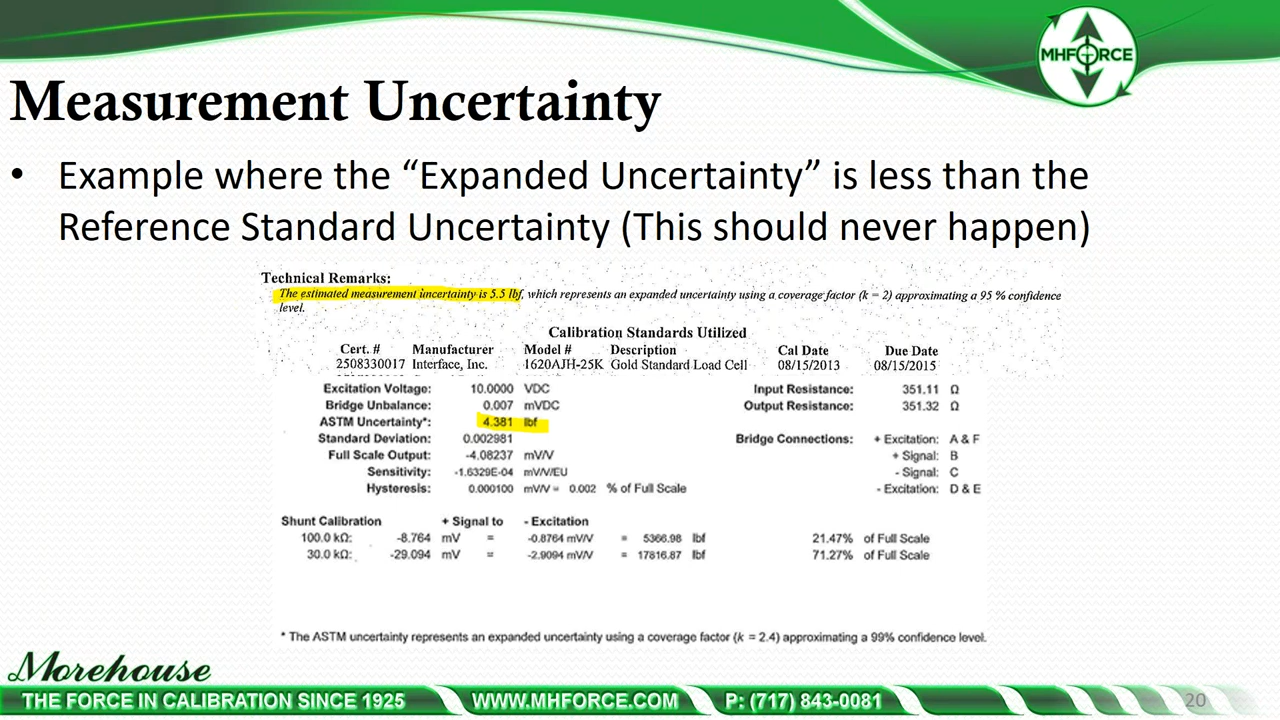 MHFORCE
Measurement Uncertainty
• Example where the “Expanded Uncertainty” is less than the
Reference Standard Uncertainty (This should never happen)
Technical Remarks:
The estimated measurement uncertainty is 5.5 lbf, which represents an expanded uncertainty using a coverage factor (k = 2) approximating a 95 % confidence
level.
Calibration Standards Utilized
Cert. # Manufacturer Model # Description Cal Date Due Date
2508330017 Interface, Inc. 1620AJH-25K Gold Standard Load Cell 08/15/2013 08/15/2015
Excitation Voltage: 10.0000 VDC Input Resistance: 351.11 Ω
Bridge Unbalance: 0.007 mVDC Output Resistance: 351.32 Ω
ASTM Uncertainty*: 4.381 lbf
Standard Deviation: 0.002981 Bridge Connections: + Excitation: A & F
Full Scale Output: -4.08237 mV/V + Signal: B
Sensitivity: -1.6329E-04 mV/V/EU - Signal: C
Hysteresis: 0.000100 mV/V = 0.002 % of Full Scale - Excitation: D & E
Shunt Calibration + Signal to - Excitation
100.0 kΩ: -8.764 mV = -0.8764 mV/V = 5366.98 lbf 21.47% of Full Scale
30.0 kΩ: -29.094 mV = -2.9094 mV/V = 17816.87 lbf 71.27% of Full Scale
* The ASTM uncertainty represents an expanded uncertainty using a coverage factor (k = 2.4) approximating a 99% confidence level.
Morehouse
THE FORCE IN CALIBRATION SINCE 1925 WWW.MHFORCE.COM P: (717) 843-0081 20